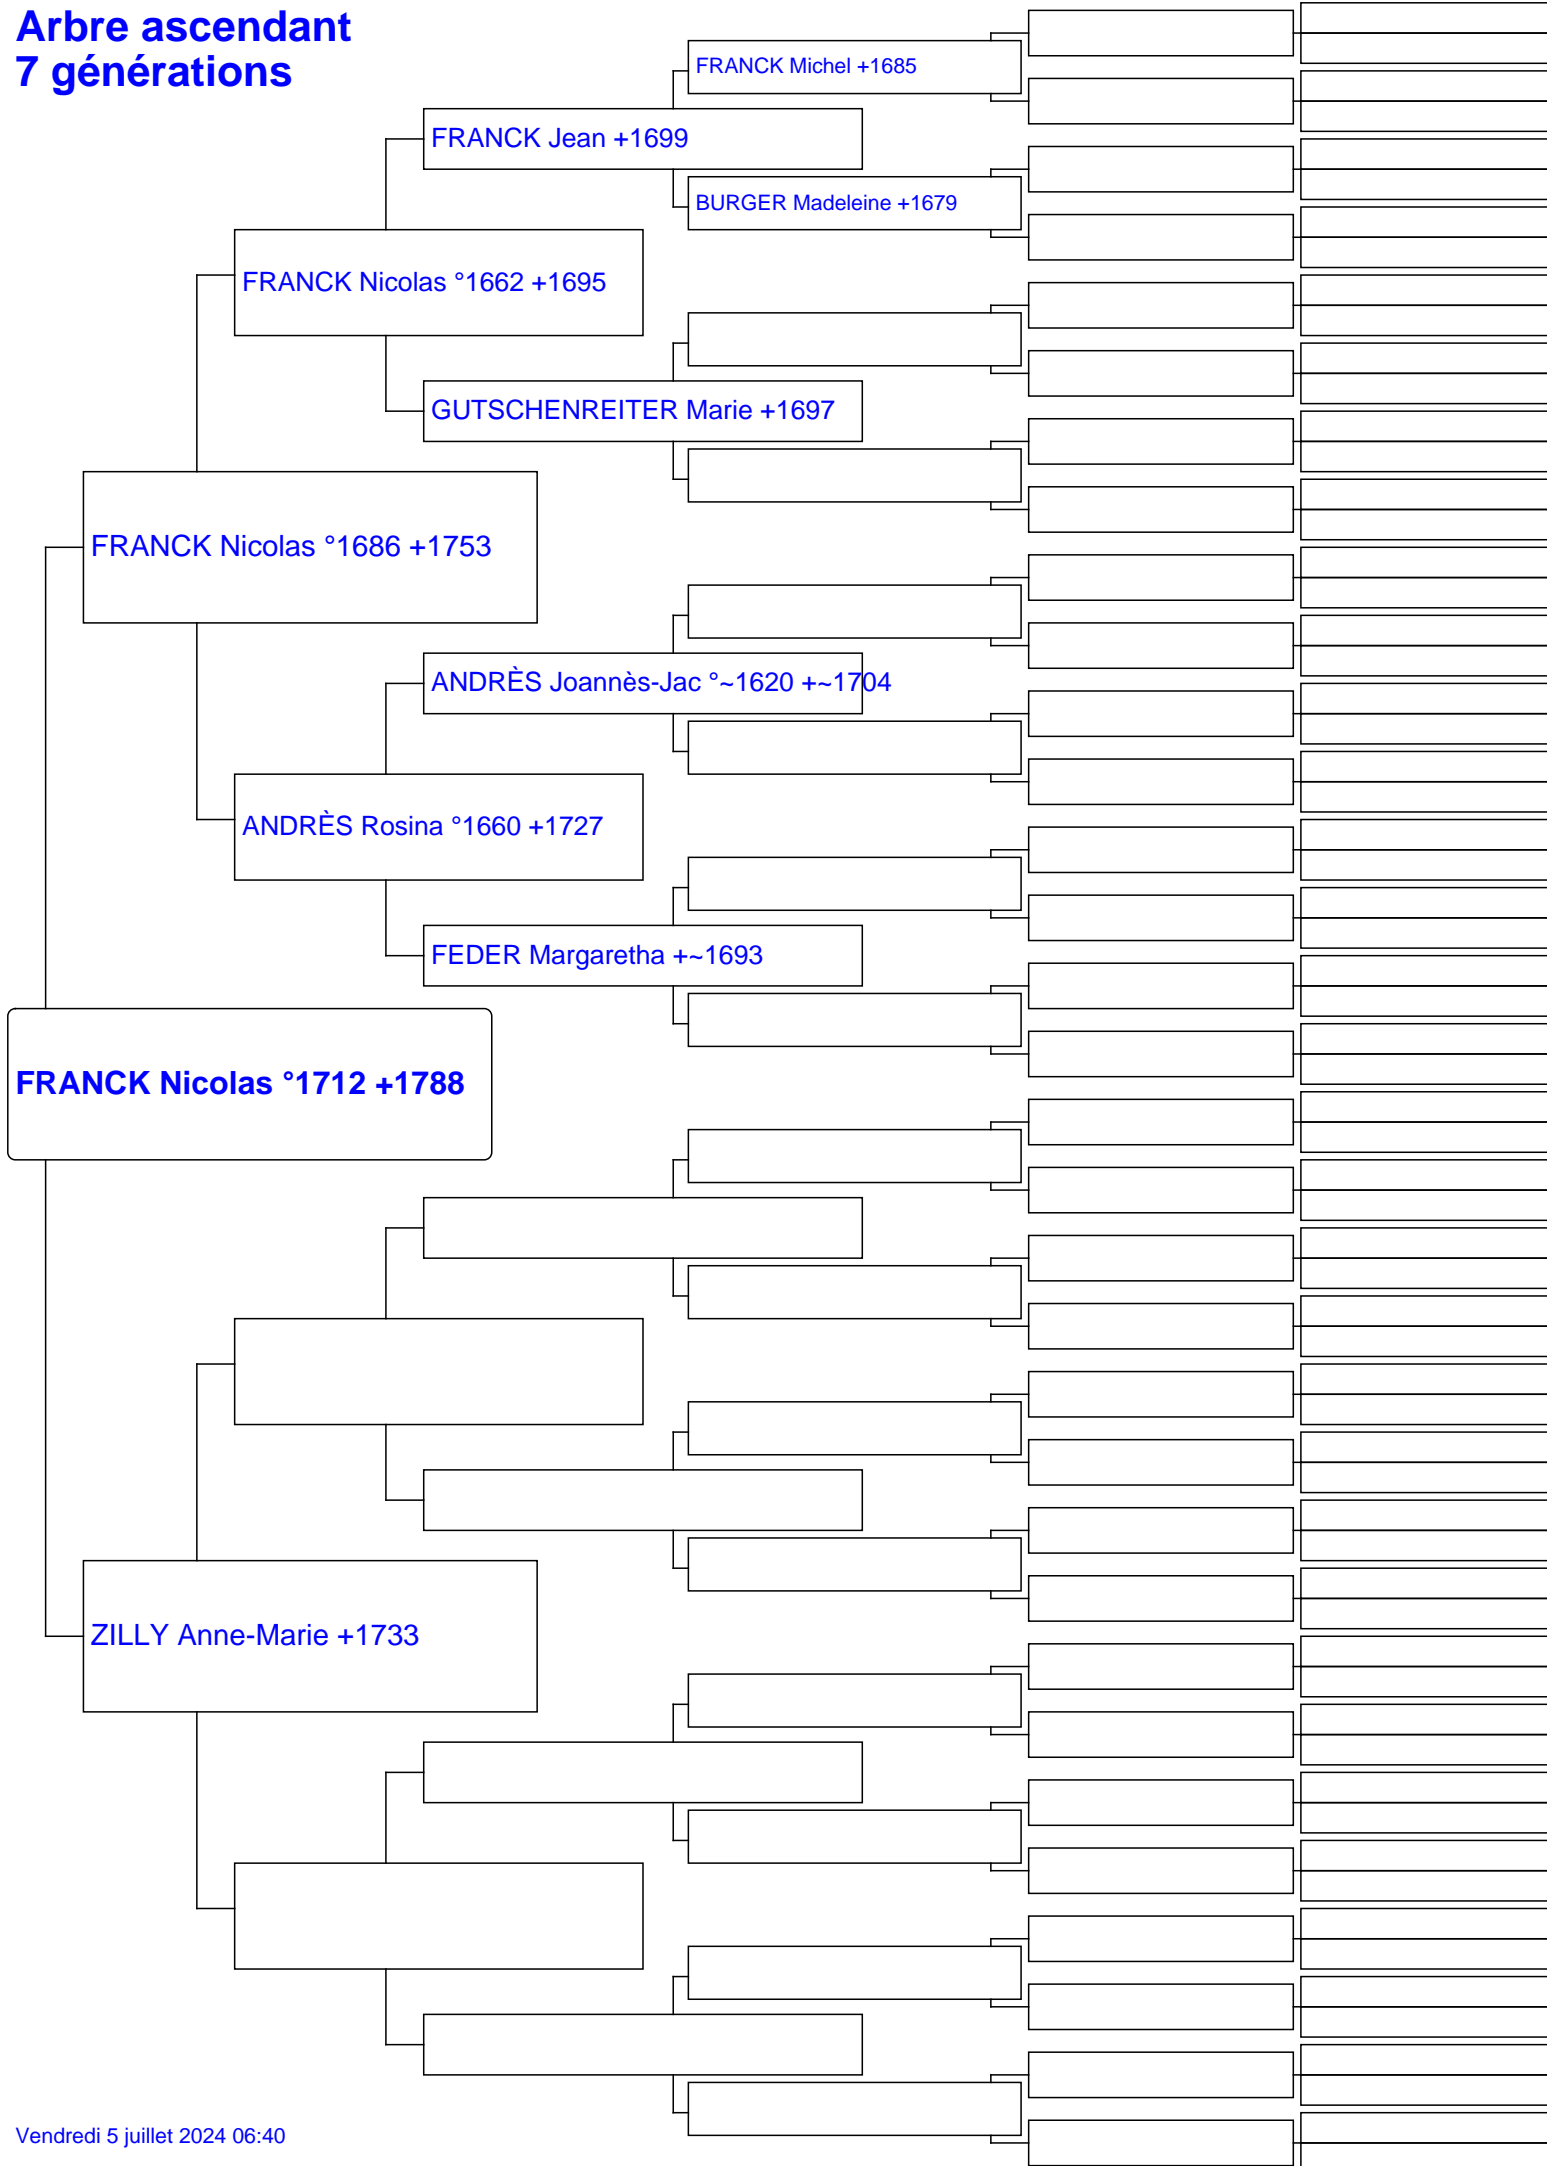 Arbre ascendant
7 générations
FRANCK Michel +1685
FRANCK Jean +1699
BURGER Madeleine +1679
FRANCK Nicolas °1662 +1695
GUTSCHENREITER Marie +1697
FRANCK Nicolas °1686 +1753
ANDRÈS Joannès-Jac °~1620 +~1704
ANDRÈS Rosina °1660 +1727
FEDER Margaretha +~1693
FRANCK Nicolas °1712 +1788
ZILLY Anne-Marie +1733
Vendredi 5 juillet 2024 06:40